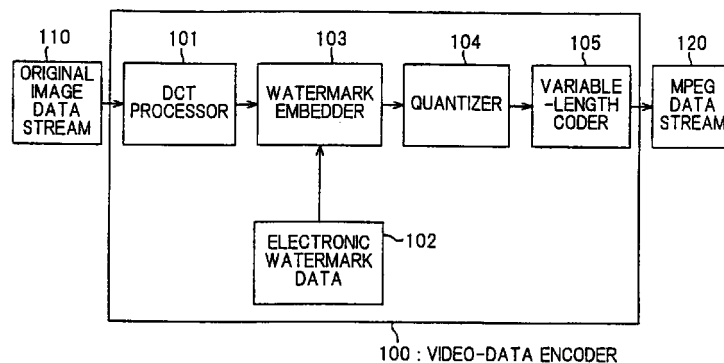 110
ORIGINAL
IMAGE
DATA
STREAM
101
DCT
PROCESSOR
103
WATERMARK
EMBEDDER
104
QUANTIZER
105
VARIABLE
-LENGTH
CODER
120
MPEG
DATA
STREAM
ELECTRONIC
WATERMARK
DATA
102
100 : VIDEO-DATA ENCODER